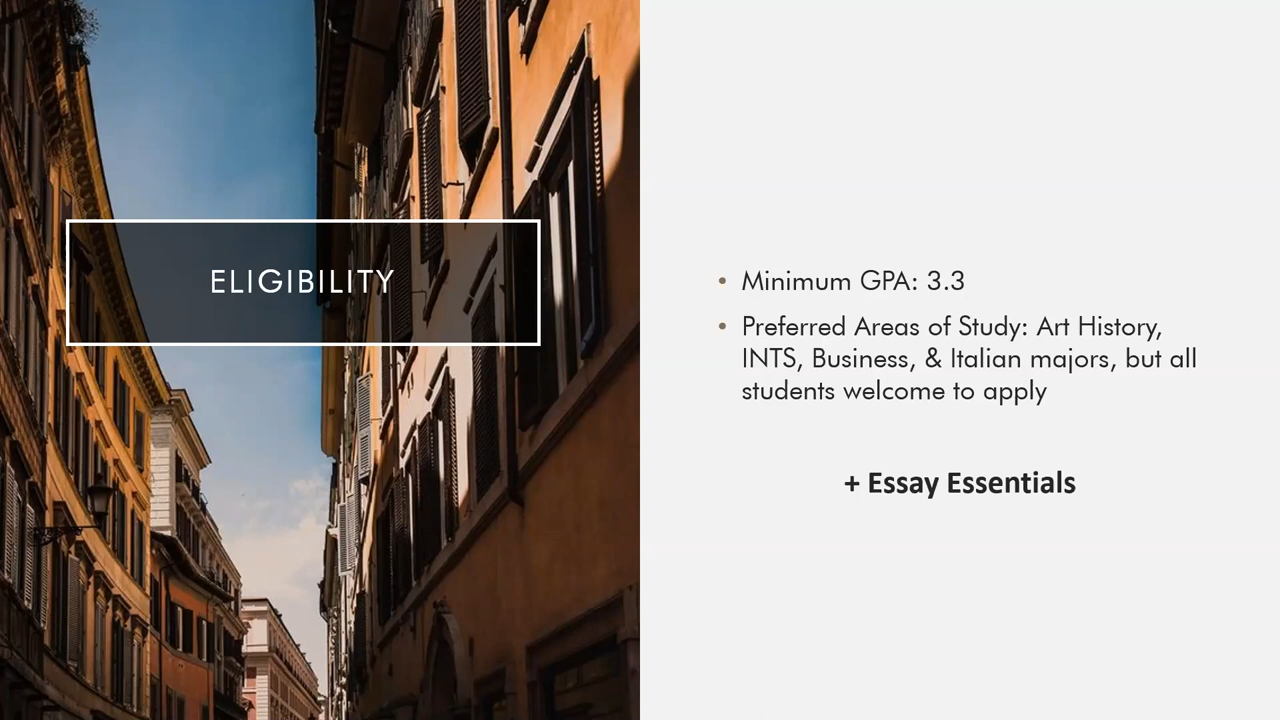 ELIGIBILITY
• Minimum GPA: 3.3
• Preferred Areas of Study: Art History,
INTS, Business, & Italian majors, but all
students welcome to apply
+ Essay Essentials